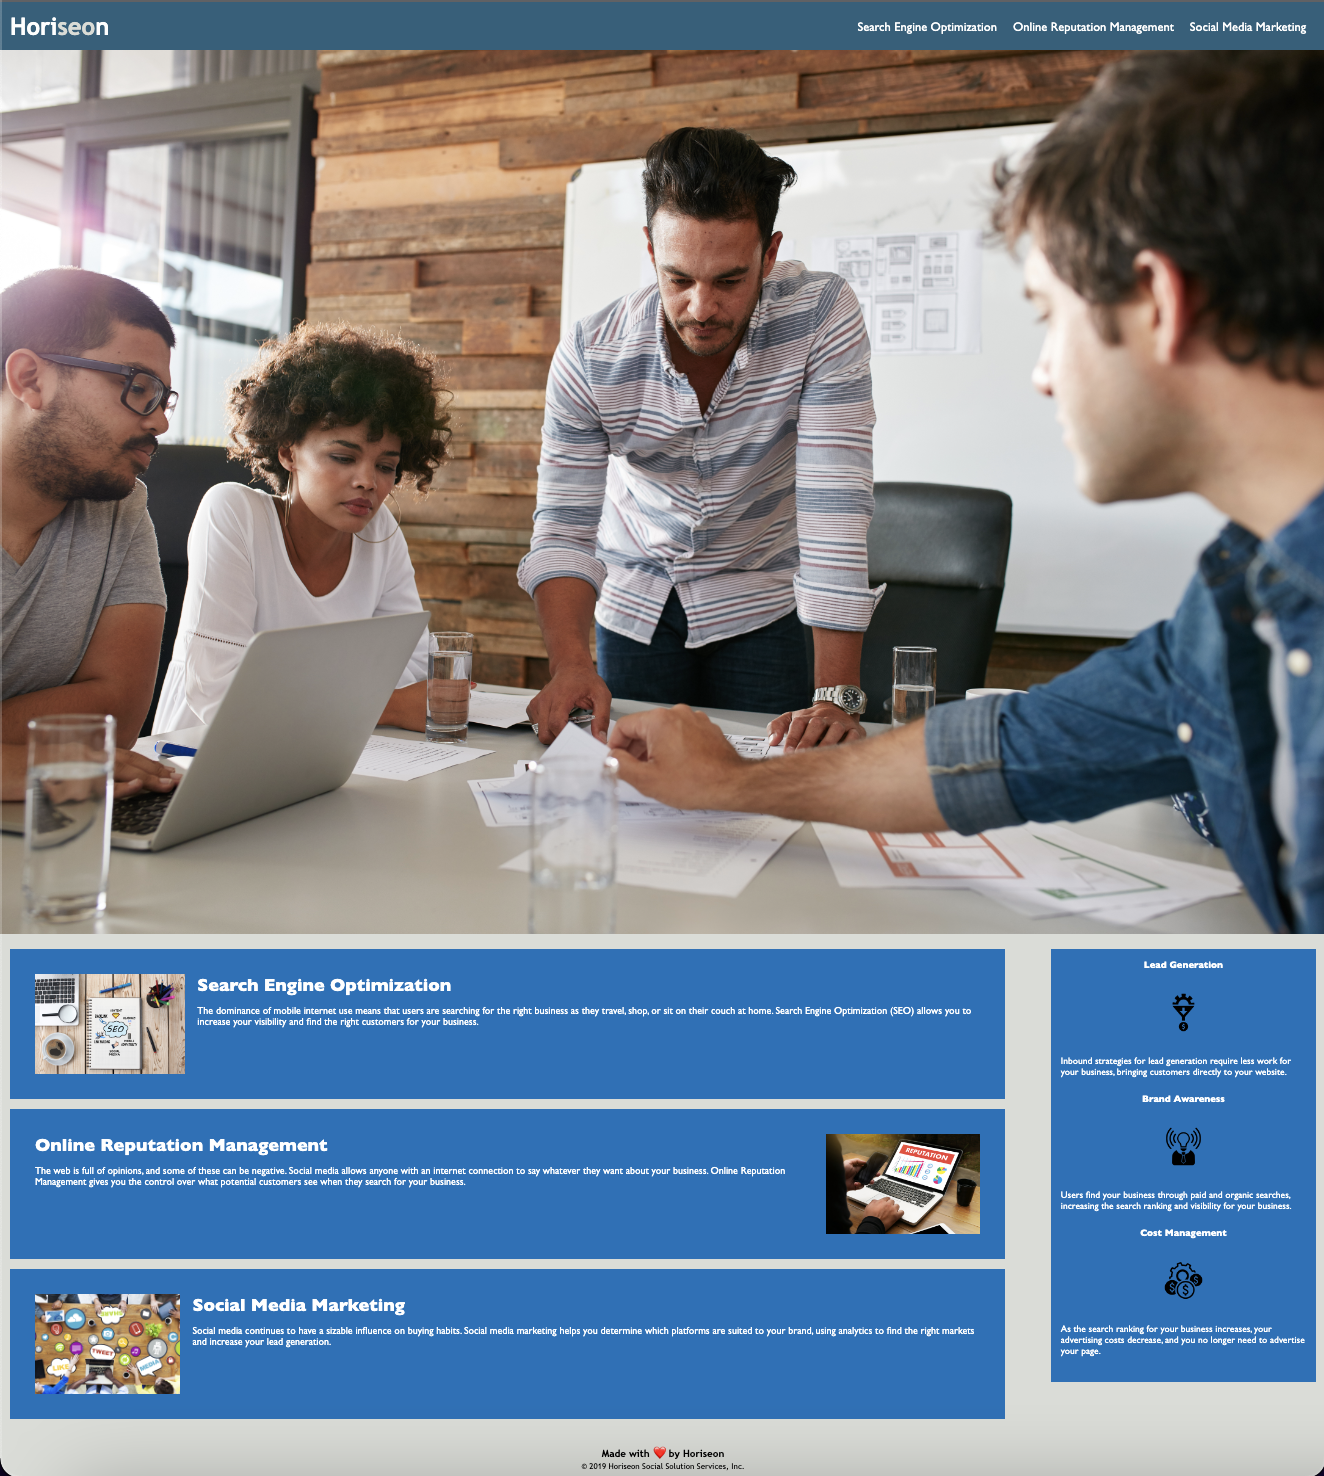 Horiseon
Search Engine Optimization Online Reputation Management Social Media Marketing
SEO
Search Engine Optimization
The dominance of mobile internet use means that users are searching for the right business as they travel, shop, or sit on their couch at home. Search Engine Optimization (SEO) allows you to
increase your visibility and find the right customers for your business.
Online Reputation Management
The web is full of opinions, and some of these can be negative. Social media allows anyone with an internet connection to say whatever they want about your business. Online Reputation
Management gives you the control over what potential customers see when they search for your business.
REPUTATION
LIKE
TWEET
MEDIA
Social Media Marketing
Social media continues to have a sizable influence on buying habits. Social media marketing helps you determine which platforms are suited to your brand, using analytics to find the right markets
and increase your lead generation.
Lead Generation
Inbound strategies for lead generation require less work for
your business, bringing customers directly to your website.
Brand Awareness
Users find your business through paid and organic searches,
increasing the search ranking and visibility for your business.
Cost Management
As the search ranking for your business increases, your
advertising costs decrease, and you no longer need to advertise
your page.
Made with ❤️ by Horiseon
© 2019 Horiseon Social Solution Services, Inc.